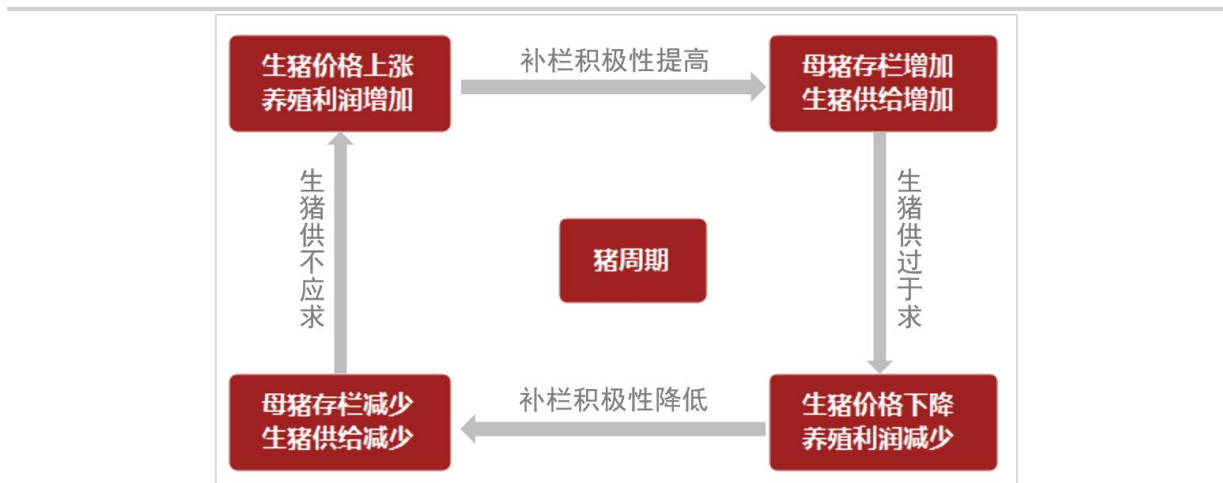 生猪价格上涨
养殖利润增加
补栏积极性提高
母猪存栏增加
生猪供给增加
生猪供不应求
猪周期
生猪供过于求
母猪存栏减少
生猪供给减少
补栏积极性降低
生猪价格下降
养殖利润减少